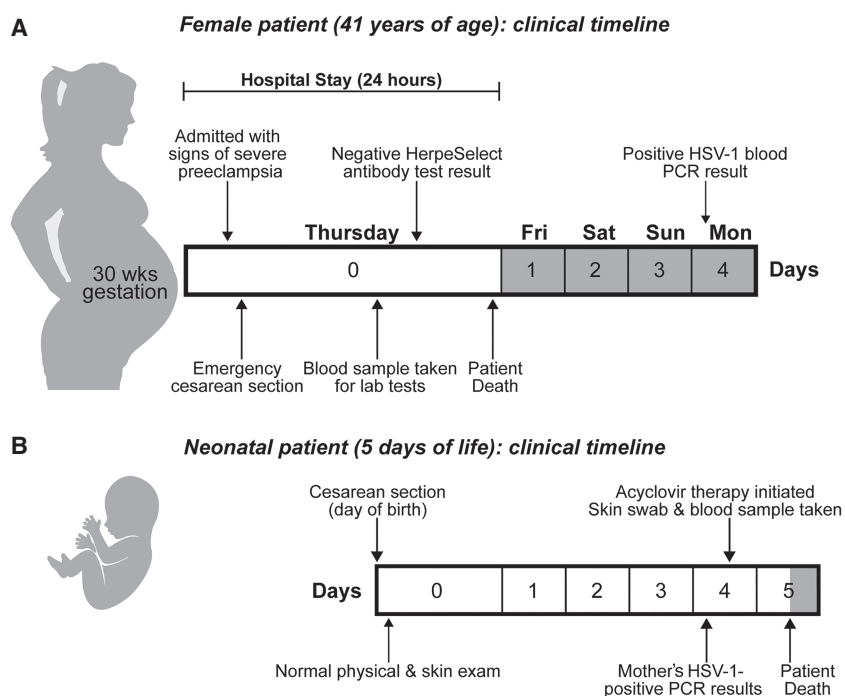 A
Female patient (41 years of age): clinical timeline
Hospital Stay (24 hours)
Admitted with
signs of severe
preeclampsia
Negative HerpeSelect
antibody test result
Positive HSV-1 blood
PCR result
Thursday
Fri
Sat
Sun
Mon
30 wks
gestation
0
1
2
3
4
Days
Emergency
cesarean section
Blood sample taken
for lab tests
Patient
Death
B
Neonatal patient (5 days of life): clinical timeline
Cesarean section
(day of birth)
Acyclovir therapy initiated
Skin swab & blood sample taken
Days
0
1
2
3
4
5
Normal physical & skin exam
Mother's HSV-1-
positive PCR results
Patient
Death